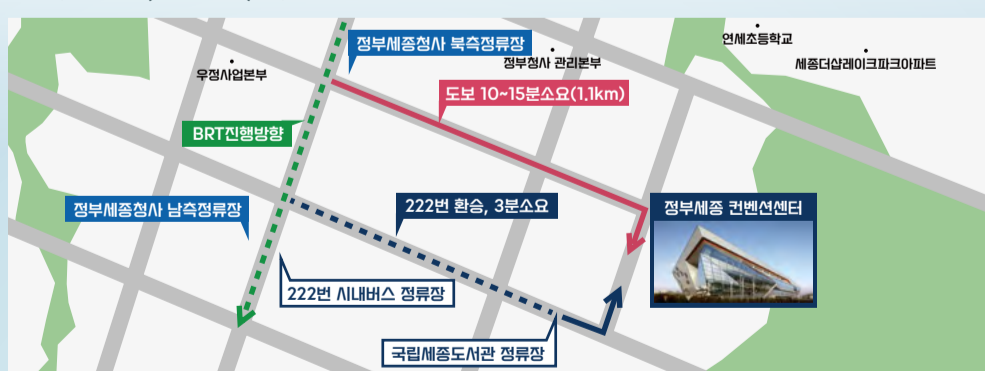 연세초등학교
정부세종청사 북측정류장
우정사업본부
정부청사 관리본부
세종더샵레이크파크아파트
도보 10~15분소요(1.1km)
BRT진행방향
정부세종청사 남측정류장
222번 환승, 3분소요
정부세종 컨벤션센터
222번 시내버스 정류장
국립세종도서관 정류장